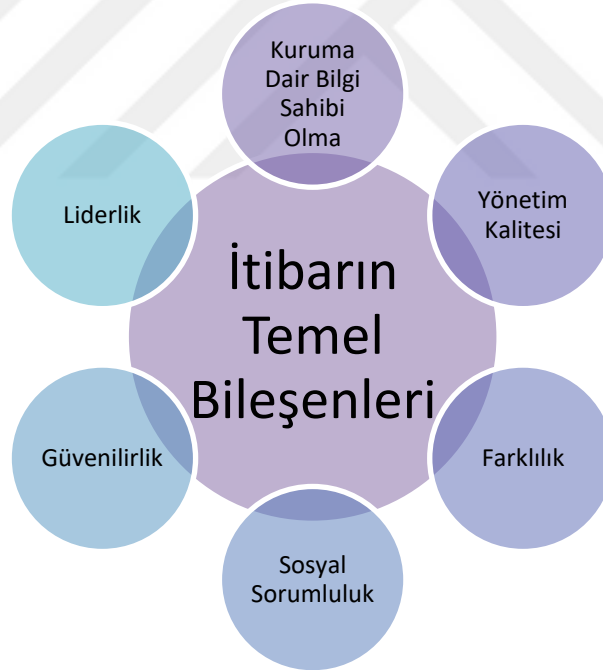 Kuruma
Dair Bilgi
Sahibi
Olma
Yönetim
Kalitesi
Farklılık
Sosyal
Sorumluluk
Güvenilirlik
Liderlik
İtibarın
Temel
Bileşenleri